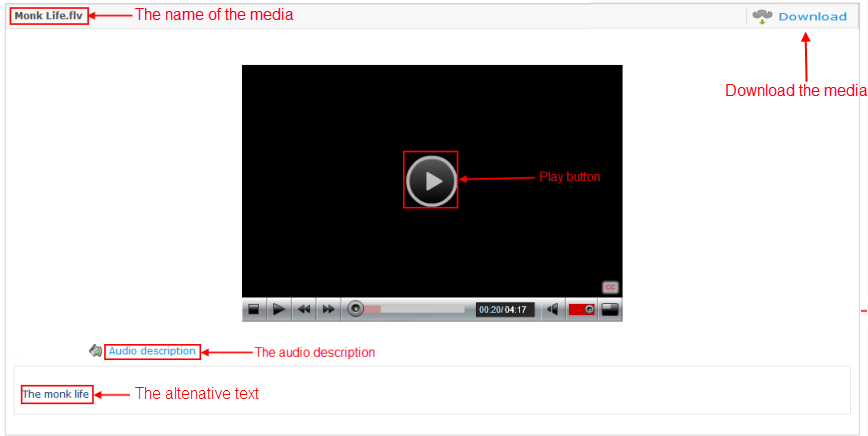 Monk Life.flv
The name of the media
Download
Download the media
Play button
CC
00:20/04:17
Audio description
The audio description
The monk life
The altenative text